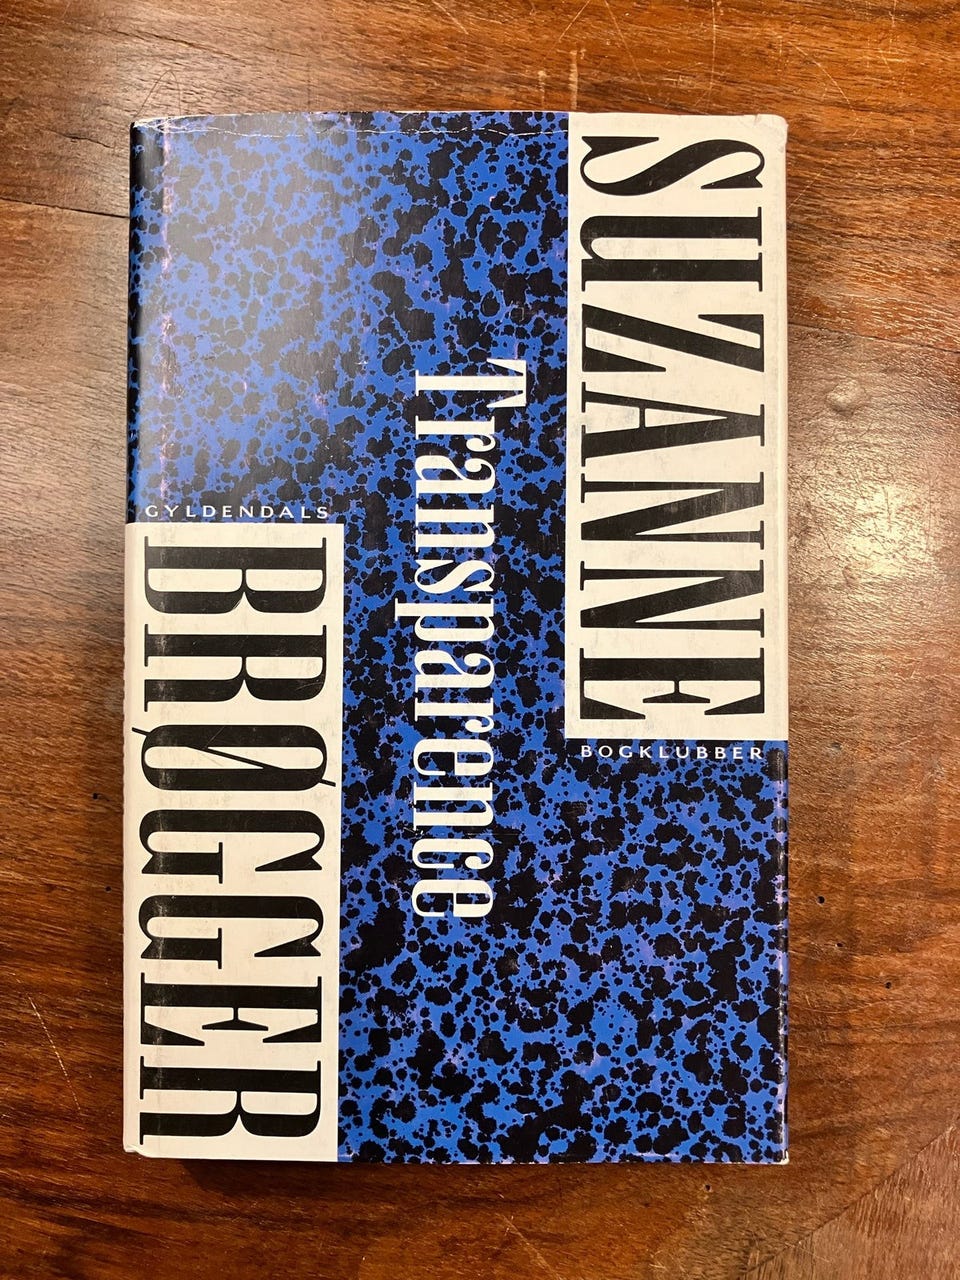 SUZANNE
Transparence
BRØGGER
GYLDENDALS
BOGKLUBBER